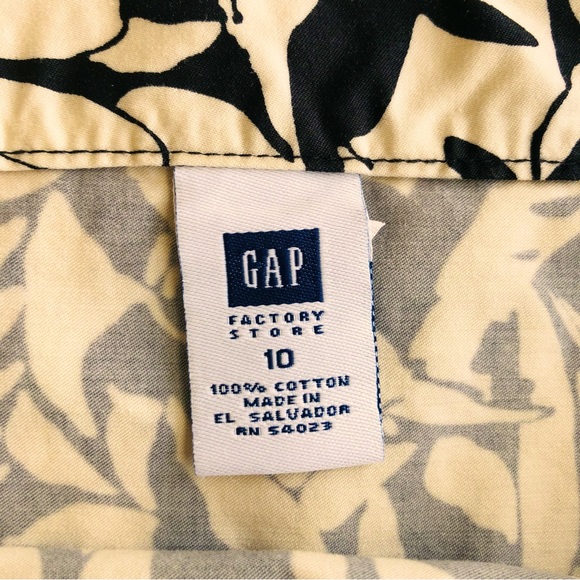 GAP
FACTORY
STORE
10
100% COTTON
MADE IN
EL SALVADOR
RN 54023